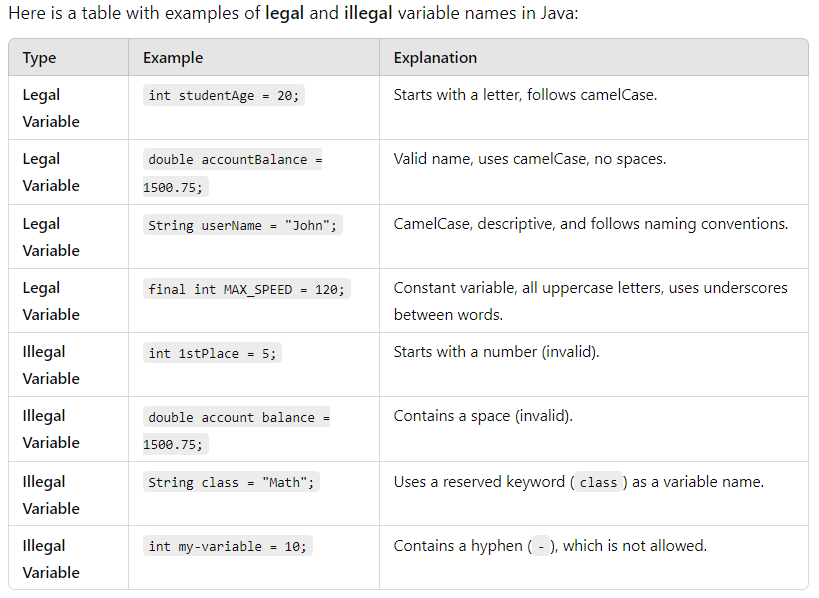 Here is a table with examples of legal and illegal variable names in Java:
Type Example Explanation
Legal Variable int studentAge = 20; Starts with a letter, follows camelCase.
Legal Variable double accountBalance = 1500.75; Valid name, uses camelCase, no spaces.
Legal Variable String userName = "John"; CamelCase, descriptive, and follows naming conventions.
Legal Variable final int MAX_SPEED = 120; Constant variable, all uppercase letters, uses underscores between words.
Illegal Variable int 1stPlace = 5; Starts with a number (invalid).
Illegal Variable double account balance = 1500.75; Contains a space (invalid).
Illegal Variable String class = "Math"; Uses a reserved keyword ( class ) as a variable name.
Illegal Variable int my-variable = 10; Contains a hyphen ( - ), which is not allowed.